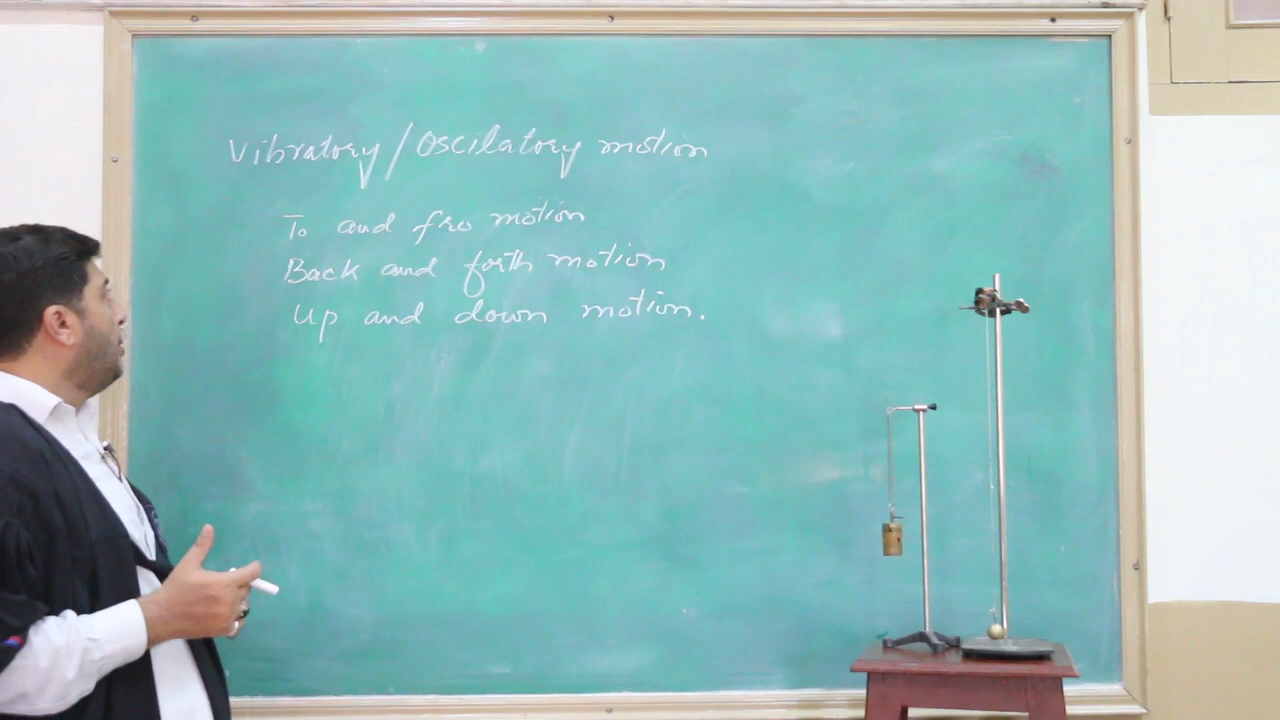 Vibratory/Oscilatory motion
To and fro motion
Back and forth motion
Up and down motion.